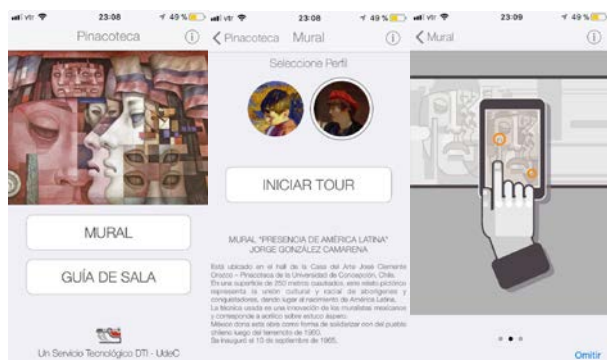 vtr 23:08 49 %
Pinacoteca
MURAL
GUÍA DE SALA
Un Servicio Tecnológico DTI - UdeC
vtr 23:08 49 %
Pinacoteca Mural
Seleccione Perfil
INICIAR TOUR
MURAL "PRESENCIA DE AMÉRICA LATINA"
JORGE GONZÁLEZ CAMARENA
Está ubicado en el hall de la Casa del Arte José Clemente
Orozco - Pinacoteca de la Universidad de Concepción, Chile.
En una superficie de 250 metros cuadrados, este relato pictórico
representa la unión cultural y racial de aborígenes y
conquistadores, dando lugar al nacimiento de América Latina.
La técnica usada es una innovación de los muralistas mexicanos
y corresponde a acrílico sobre estuco áspero.
México dona esta obra como forma de solidarizar con el pueblo
chileno luego del terremoto de 1960.
Se inauguró el 10 de septiembre de 1965.
vtr 23:09 49 %
Mural
Omitir